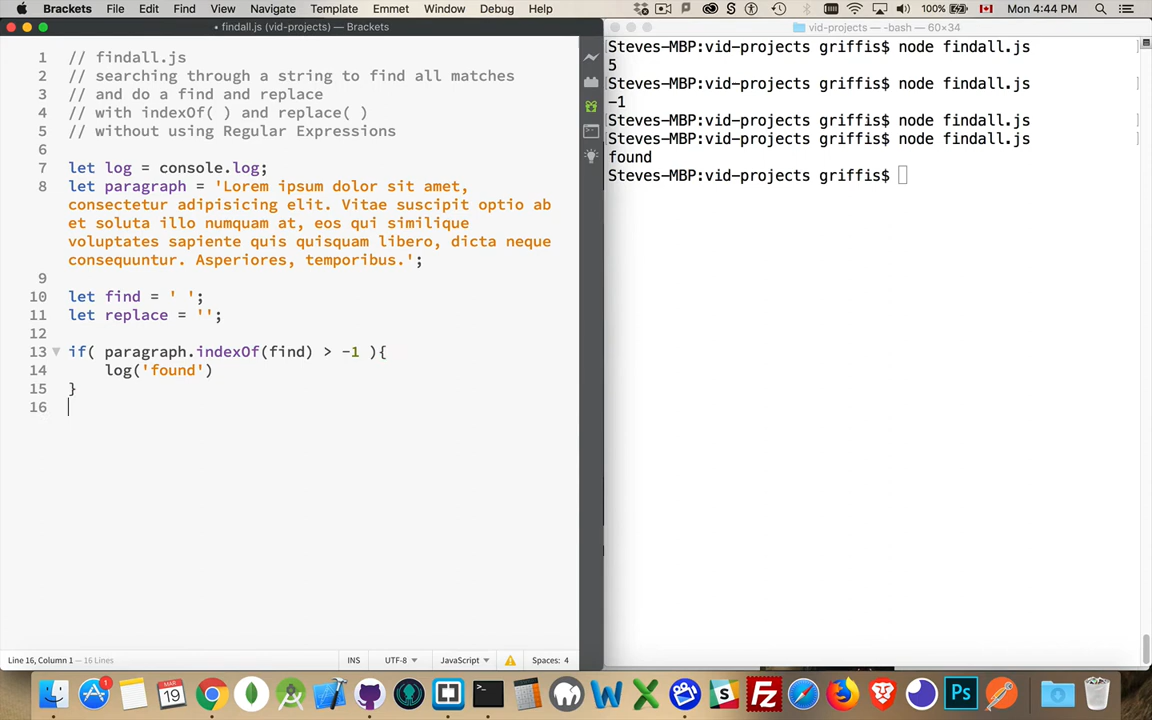 Brackets File Edit Find View Navigate Template Emmet Window Debug Help 100% Mon 4:44 PM
• findall.js (vid-projects) — Brackets
vid-projects — -bash — 60×34
1 // findall.js
2 // searching through a string to find all matches
3 // and do a find and replace
4 // with indexOf( ) and replace( )
5 // without using Regular Expressions
6
7 let log = console.log;
8 let paragraph = 'Lorem ipsum dolor sit amet,
consectetur adipisicing elit. Vitae suscipit optio ab
et soluta illo numquam at, eos qui similique
voluptates sapiente quis quisquam libero, dicta neque
consequuntur. Asperiores, temporibus.';
9
10 let find = ' ';
11 let replace = '';
12
13 if( paragraph.indexOf(find) > -1 ){
14 log('found')
15 }
16
Line 16, Column 1 — 16 Lines
INS UTF-8 JavaScript Spaces: 4
Steves-MBP:vid-projects griffis$ node findall.js
5
Steves-MBP:vid-projects griffis$ node findall.js
-1
Steves-MBP:vid-projects griffis$ node findall.js
Steves-MBP:vid-projects griffis$ node findall.js
found
Steves-MBP:vid-projects griffis$
1
19
W
X
S
Fz
Ps